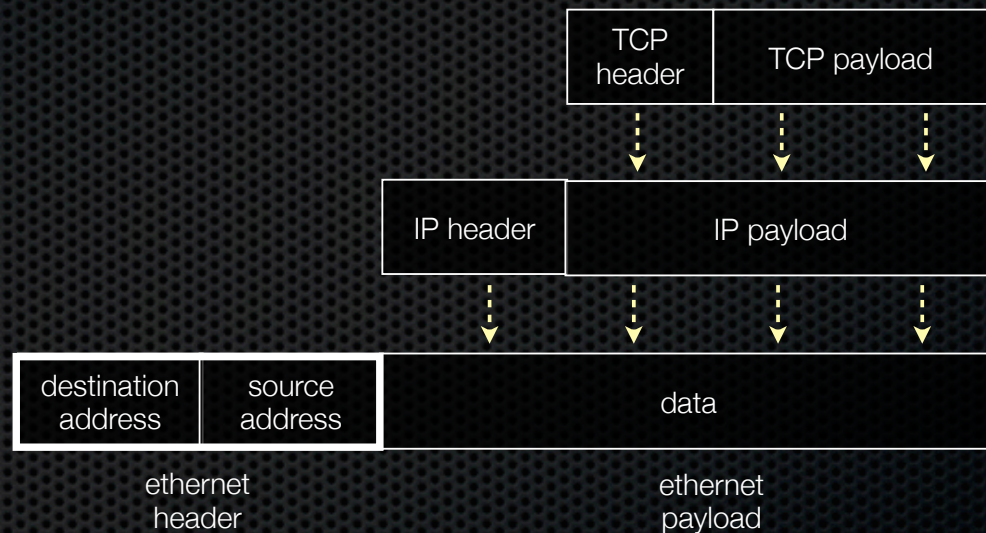 TCP
header
TCP payload
IP header
IP payload
destination
address
source
address
data
ethernet
header
ethernet
payload